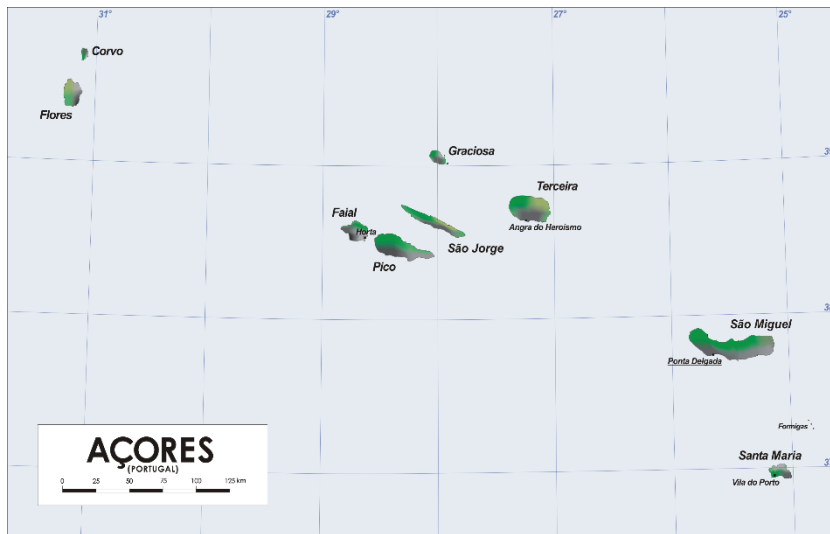 31°
29°
27°
25°
Corvo
Flores
Graciosa
Terceira
Faial
Horta
Angra do Heroismo
São Jorge
Pico
São Miguel
Ponta Delgada
Formigas
Santa Maria
Vila do Porto
AÇORES
(PORTUGAL)
0 25 50 75 100 125 km